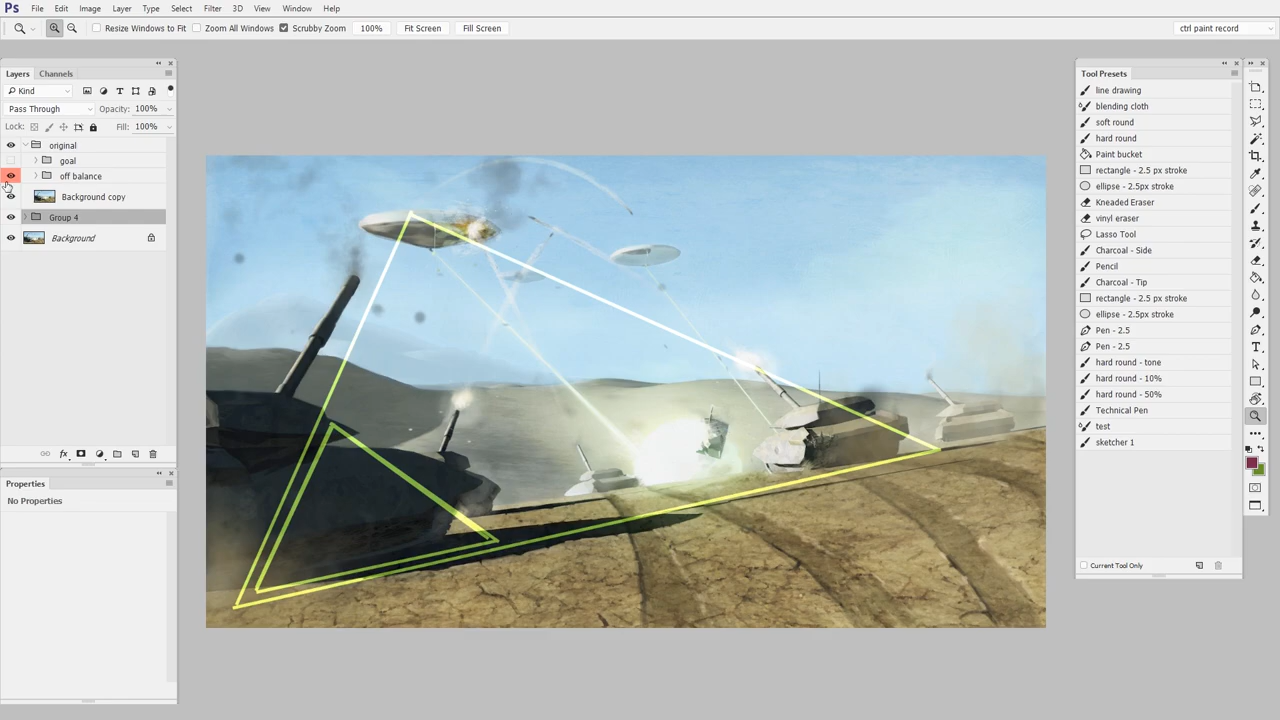 Ps File Edit Image Layer Type Select Filter 3D View Window Help
Resize Windows to Fit Zoom All Windows Scrubby Zoom 100% Fit Screen Fill Screen ctrl paint record
Layers Channels
Kind
Pass Through Opacity: 100%
Lock: Fill: 100%
original
goal
off balance
Background copy
Group 4
Background
fx
Properties
No Properties
Tool Presets
line drawing
blending cloth
soft round
hard round
Paint bucket
rectangle - 2.5 px stroke
ellipse - 2.5px stroke
Kneaded Eraser
vinyl eraser
Lasso Tool
Charcoal - Side
Pencil
Charcoal - Tip
rectangle - 2.5 px stroke
ellipse - 2.5px stroke
Pen - 2.5
Pen - 2.5
hard round - tone
hard round - 10%
hard round - 50%
Technical Pen
test
sketcher 1
Current Tool Only